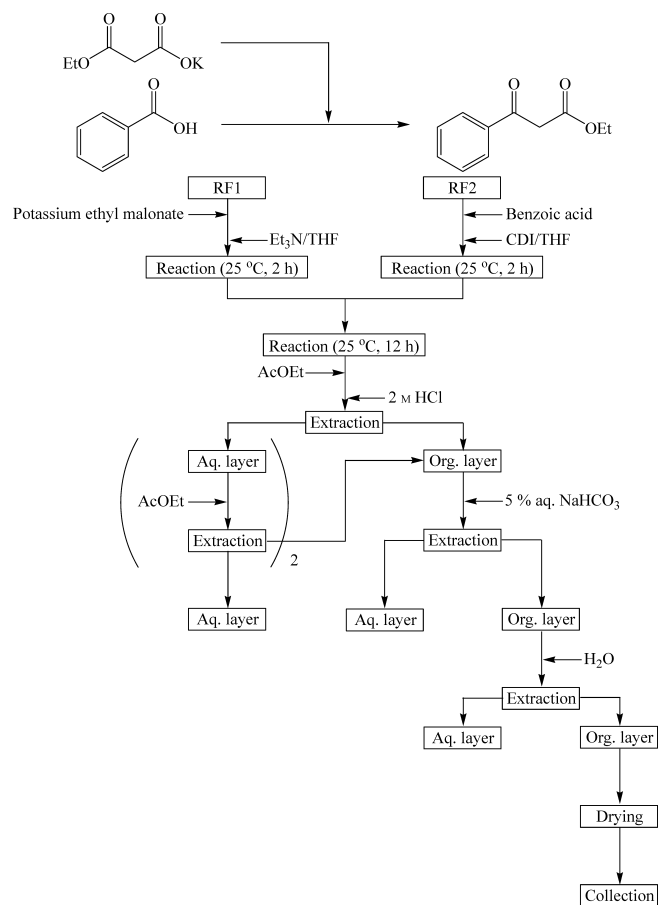 O O
EtO OK
O
OH
O O
OEt
RF1 RF2
Potassium ethyl malonate Benzoic acid
Et3N/THF CDI/THF
Reaction (25 °C, 2 h) Reaction (25 °C, 2 h)
Reaction (25 °C, 12 h)
AcOEt
2 M HCl
Extraction
Aq. layer Org. layer
AcOEt 5 % aq. NaHCO3
Extraction Extraction
2
Aq. layer Aq. layer Org. layer
H2O
Extraction
Aq. layer Org. layer
Drying
Collection